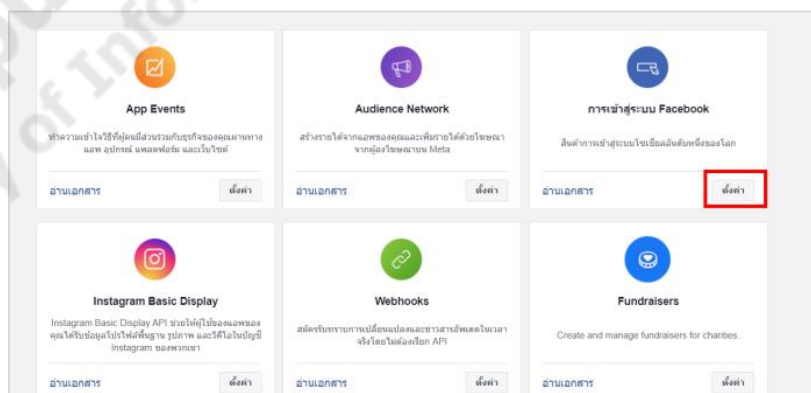 App Events
ทำความเข้าใจวิธีที่ผู้คนมีส่วนร่วมกับธุรกิจของคุณผ่านทาง
แอพ อุปกรณ์ แพลตฟอร์ม และเว็บไซต์
อ่านเอกสาร
ตั้งค่า
Audience Network
สร้างรายได้จากแอพของคุณและเพิ่มรายได้ด้วยโฆษณา
จากผู้ลงโฆษณาบน Meta
อ่านเอกสาร
ตั้งค่า
การเข้าสู่ระบบ Facebook
สินค้าการเข้าสู่ระบบโซเชียลอันดับหนึ่งของโลก
อ่านเอกสาร
ตั้งค่า
Instagram Basic Display
Instagram Basic Display API ช่วยให้ผู้ใช้ของแอพของ
คุณได้รับข้อมูลโปรไฟล์พื้นฐาน รูปภาพ และวิดีโอในบัญชี
Instagram ของพวกเขา
อ่านเอกสาร
ตั้งค่า
Webhooks
สมัครรับทราบการเปลี่ยนแปลงและข่าวสารอัพเดตในเวลา
จริงโดยไม่ต้องเรียก API
อ่านเอกสาร
ตั้งค่า
Fundraisers
Create and manage fundraisers for charities.
อ่านเอกสาร
ตั้งค่า